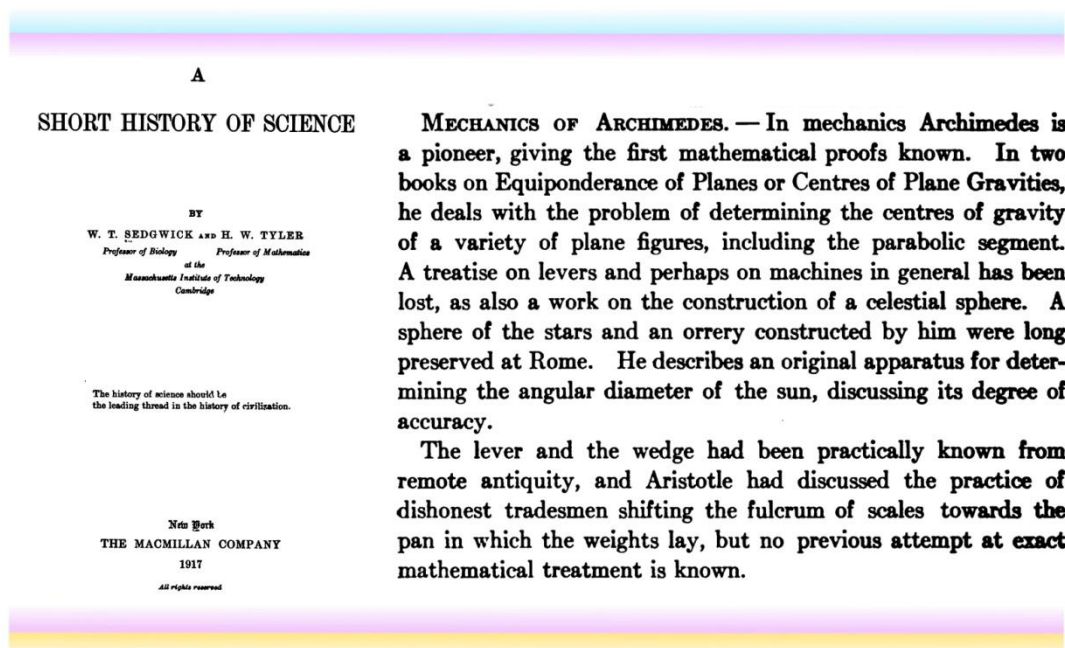 A
SHORT HISTORY OF SCIENCE
BY
W. T. SEDGWICK AND H. W. TYLER
Professor of Biology Professor of Mathematics
at the
Massachusetts Institute of Technology
Cambridge
The history of science should be
the leading thread in the history of civilization.
New York
THE MACMILLAN COMPANY
1917
All rights reserved
MECHANICS OF ARCHIMEDES. — In mechanics Archimedes is
a pioneer, giving the first mathematical proofs known. In two
books on Equiponderance of Planes or Centres of Plane Gravities,
he deals with the problem of determining the centres of gravity
of a variety of plane figures, including the parabolic segment.
A treatise on levers and perhaps on machines in general has been
lost, as also a work on the construction of a celestial sphere. A
sphere of the stars and an orrery constructed by him were long
preserved at Rome. He describes an original apparatus for deter-
mining the angular diameter of the sun, discussing its degree of
accuracy.
The lever and the wedge had been practically known from
remote antiquity, and Aristotle had discussed the practice of
dishonest tradesmen shifting the fulcrum of scales towards the
pan in which the weights lay, but no previous attempt at exact
mathematical treatment is known.